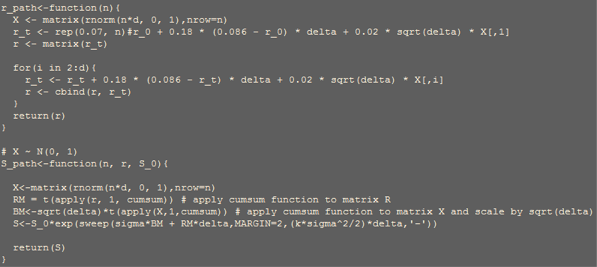 r_path<-function(n){
X <- matrix(rnorm(n*d, 0, 1),nrow=n)
r_t <- rep(0.07, n)#r_0 + 0.18 * (0.086 - r_0) * delta + 0.02 * sqrt(delta) * X[,1]
r <- matrix(r_t)
for(i in 2:d){
r_t <- r_t + 0.18 * (0.086 - r_t) * delta + 0.02 * sqrt(delta) * X[,i]
r <- cbind(r, r_t)
}
return(r)
}
# X ~ N(0, 1)
S_path<-function(n, r, S_0){
X<-matrix(rnorm(n*d, 0, 1),nrow=n)
RM = t(apply(r, 1, cumsum)) # apply cumsum function to matrix R
BM<-sqrt(delta)*t(apply(X,1,cumsum)) # apply cumsum function to matrix X and scale by sqrt(delta)
S<-S_0*exp(sweep(sigma*BM + RM*delta,MARGIN=2,(k*sigma^2/2)*delta,'-'))
return(S)
}